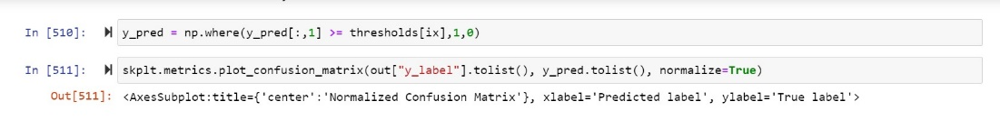 In [510]: y_pred = np.where(y_pred[:,1] >= thresholds[ix],1,0)
In [511]: skplt.metrics.plot_confusion_matrix(out["y_label"].tolist(), y_pred.tolist(), normalize=True)
Out[511]: <AxesSubplot:title={'center':'Normalized Confusion Matrix'}, xlabel='Predicted label', ylabel='True label'>